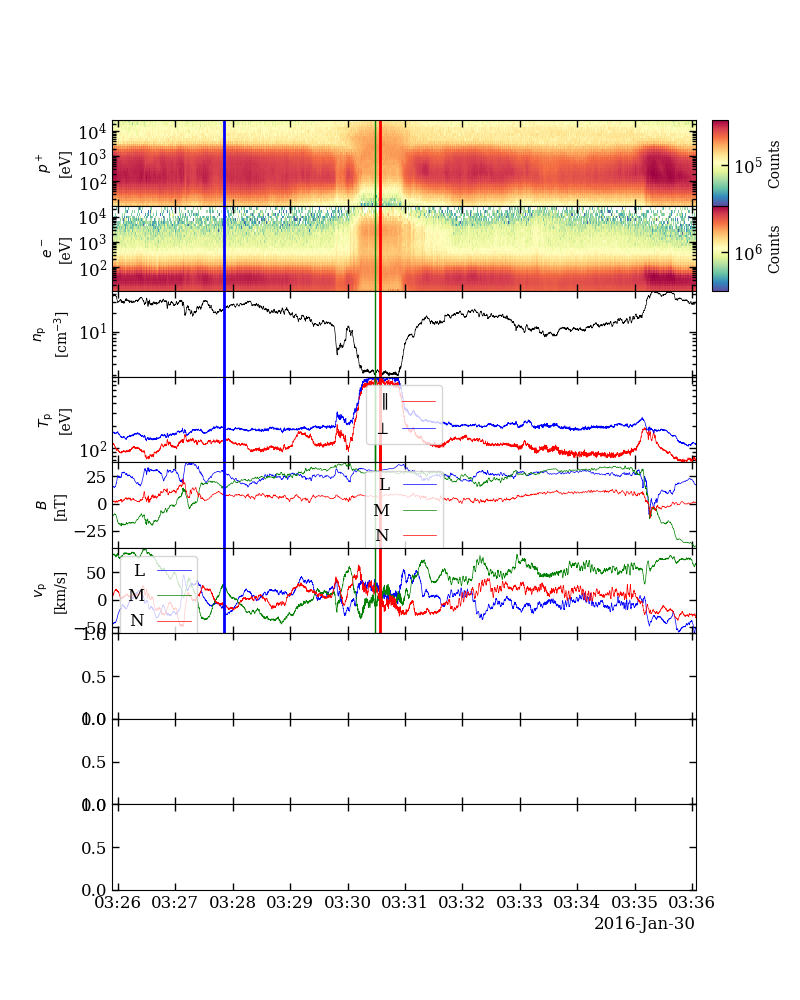 10⁴
10³
10²
p⁺
[eV]
10⁵
Counts
10⁴
10³
10²
e⁻
[eV]
10⁶
Counts
10¹
nₚ
[cm⁻³]
10²
Tₚ
[eV]
∥
⊥
25
0
−25
B
[nT]
L
M
N
50
0
−50
vₚ
[km/s]
L
M
N
1.0
0.5
0.0
1.0
0.5
0.0
1.0
0.5
0.0
03:26 03:27 03:28 03:29 03:30 03:31 03:32 03:33 03:34 03:35 03:36
2016-Jan-30